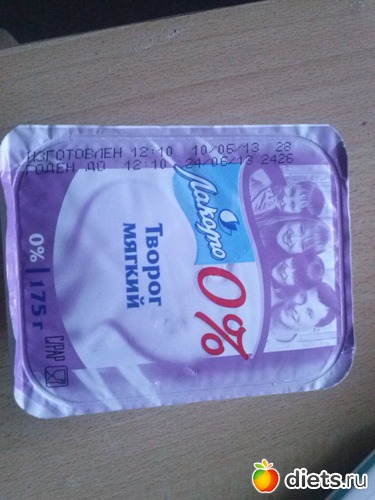 ИЗГОТОВЛЕН 12:10 10/06/13 28
ГОДЕН ДО 12:10 24/06/13 2426
Лакомо
0%
Творог
мягкий
0% 175 г
C/PAP
diets.ru